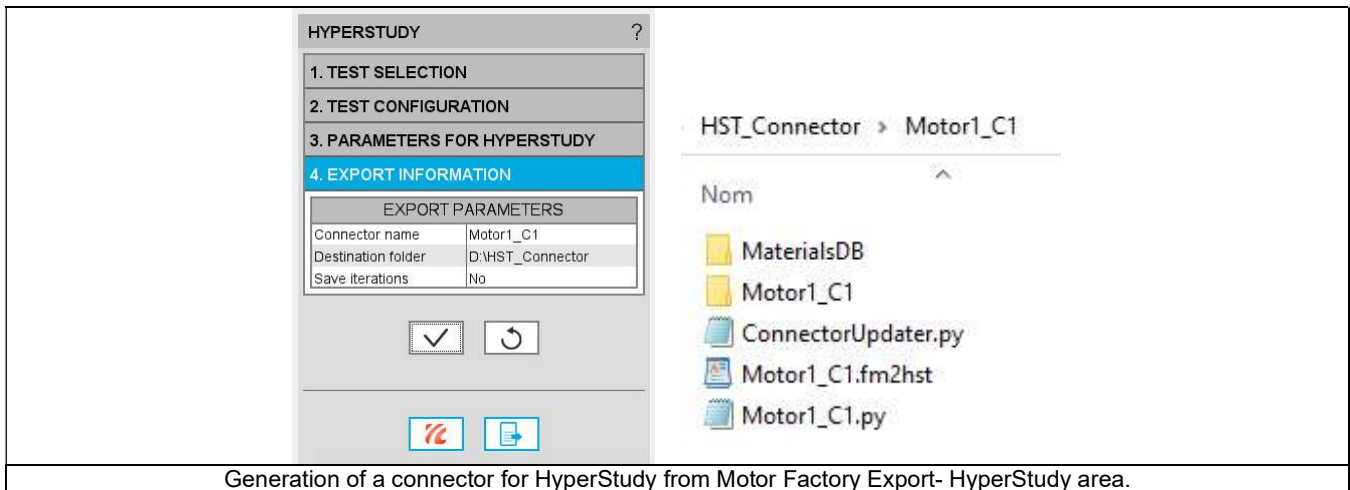 HYPERSTUDY ?
1. TEST SELECTION
2. TEST CONFIGURATION
3. PARAMETERS FOR HYPERSTUDY
4. EXPORT INFORMATION
EXPORT PARAMETERS
Connector name Motor1_C1
Destination folder D:\HST_Connector
Save iterations No
HST_Connector > Motor1_C1
Nom
MaterialsDB
Motor1_C1
ConnectorUpdater.py
Motor1_C1.fm2hst
Motor1_C1.py
Generation of a connector for HyperStudy from Motor Factory Export- HyperStudy area.